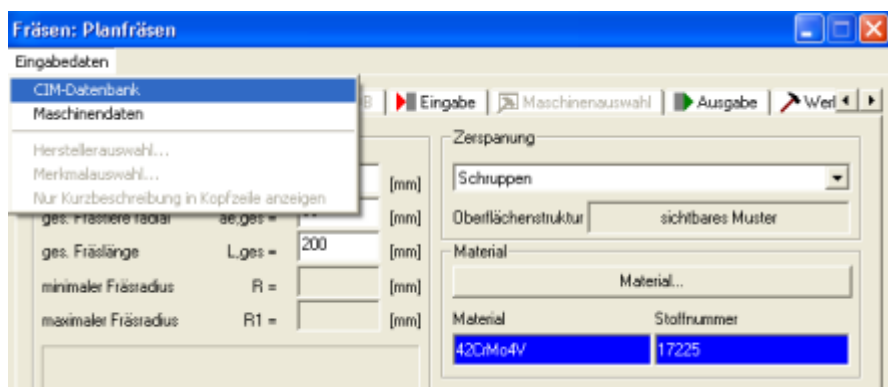 Fräsen: Planfräsen
Eingabedaten
CIM-Datenbank
Maschinendaten
Herstellerauswahl...
Merkmalauswahl...
Nur Kurzbeschreibung in Kopfzeile anzeigen
B Eingabe Maschinenauswahl Ausgabe
Zerspanung
[mm] Schruppen
ges. Frästiefe radial ae,ges = [mm] Oberflächenstruktur sichtbares Muster
ges. Fräslänge L,ges = 200 [mm] Material
minimaler Fräsradius R = [mm] Material...
maximaler Fräsradius R1 = [mm] Material Stoffnummer
42CrMo4V 17225